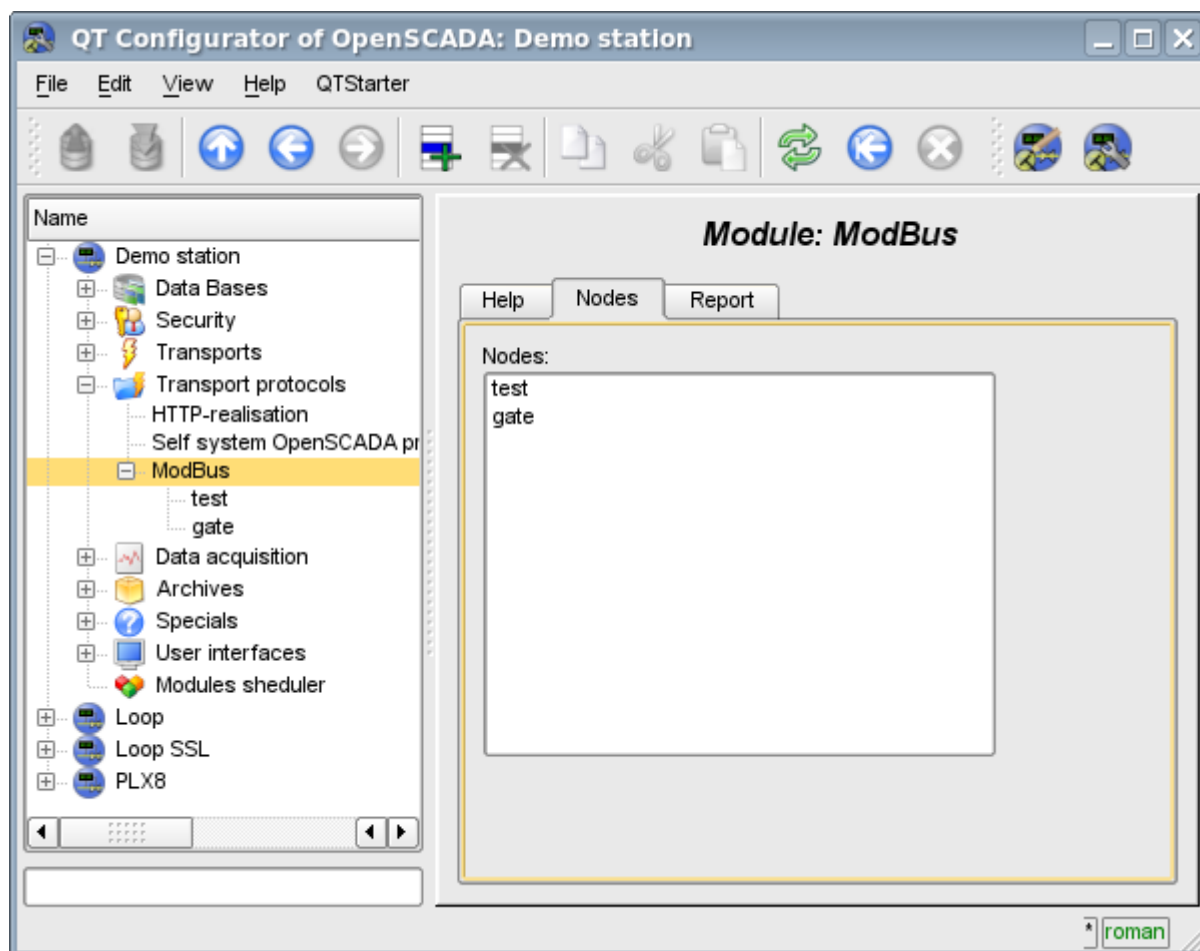 QT Configurator of OpenSCADA: Demo station
File Edit View Help QTStarter
Name
Demo station
Data Bases
Security
Transports
Transport protocols
HTTP-realisation
Self system OpenSCADA pr
ModBus
test
gate
Data acquisition
Archives
Specials
User interfaces
Modules sheduler
Loop
Loop SSL
PLX8
Module: ModBus
Help Nodes Report
Nodes:
test
gate
* roman